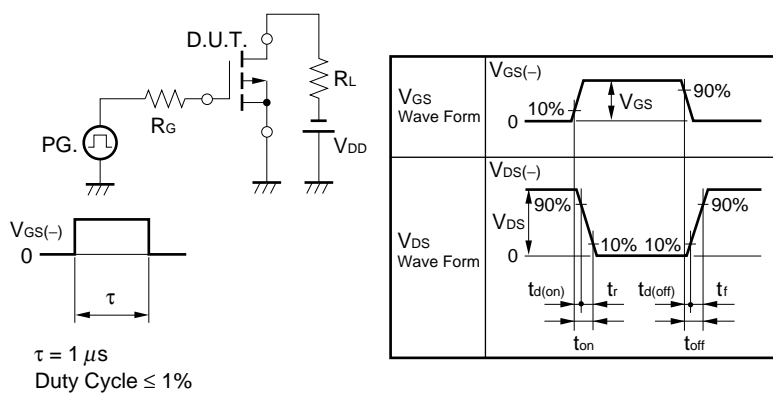 D.U.T.
RL
RG
PG.
VDD
VGS(−)
0
τ
τ = 1 μs
Duty Cycle ≤ 1%
VGS
Wave Form
VGS(−)
10%
0
VGS
90%
VDS
Wave Form
VDS(−)
90%
VDS
0
10%
10%
90%
td(on)
tr
td(off)
tf
ton
toff